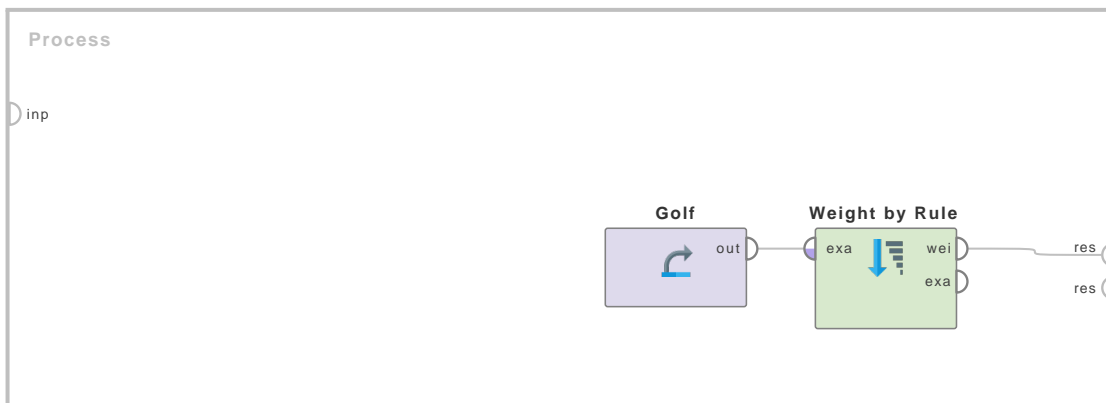 Process
inp
Golf
Weight by Rule
out
exa
wei
exa
res
res